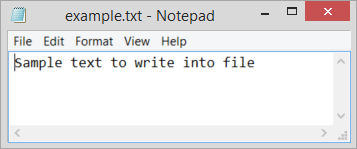 example.txt - Notepad
File Edit Format View Help
Sample text to write into file